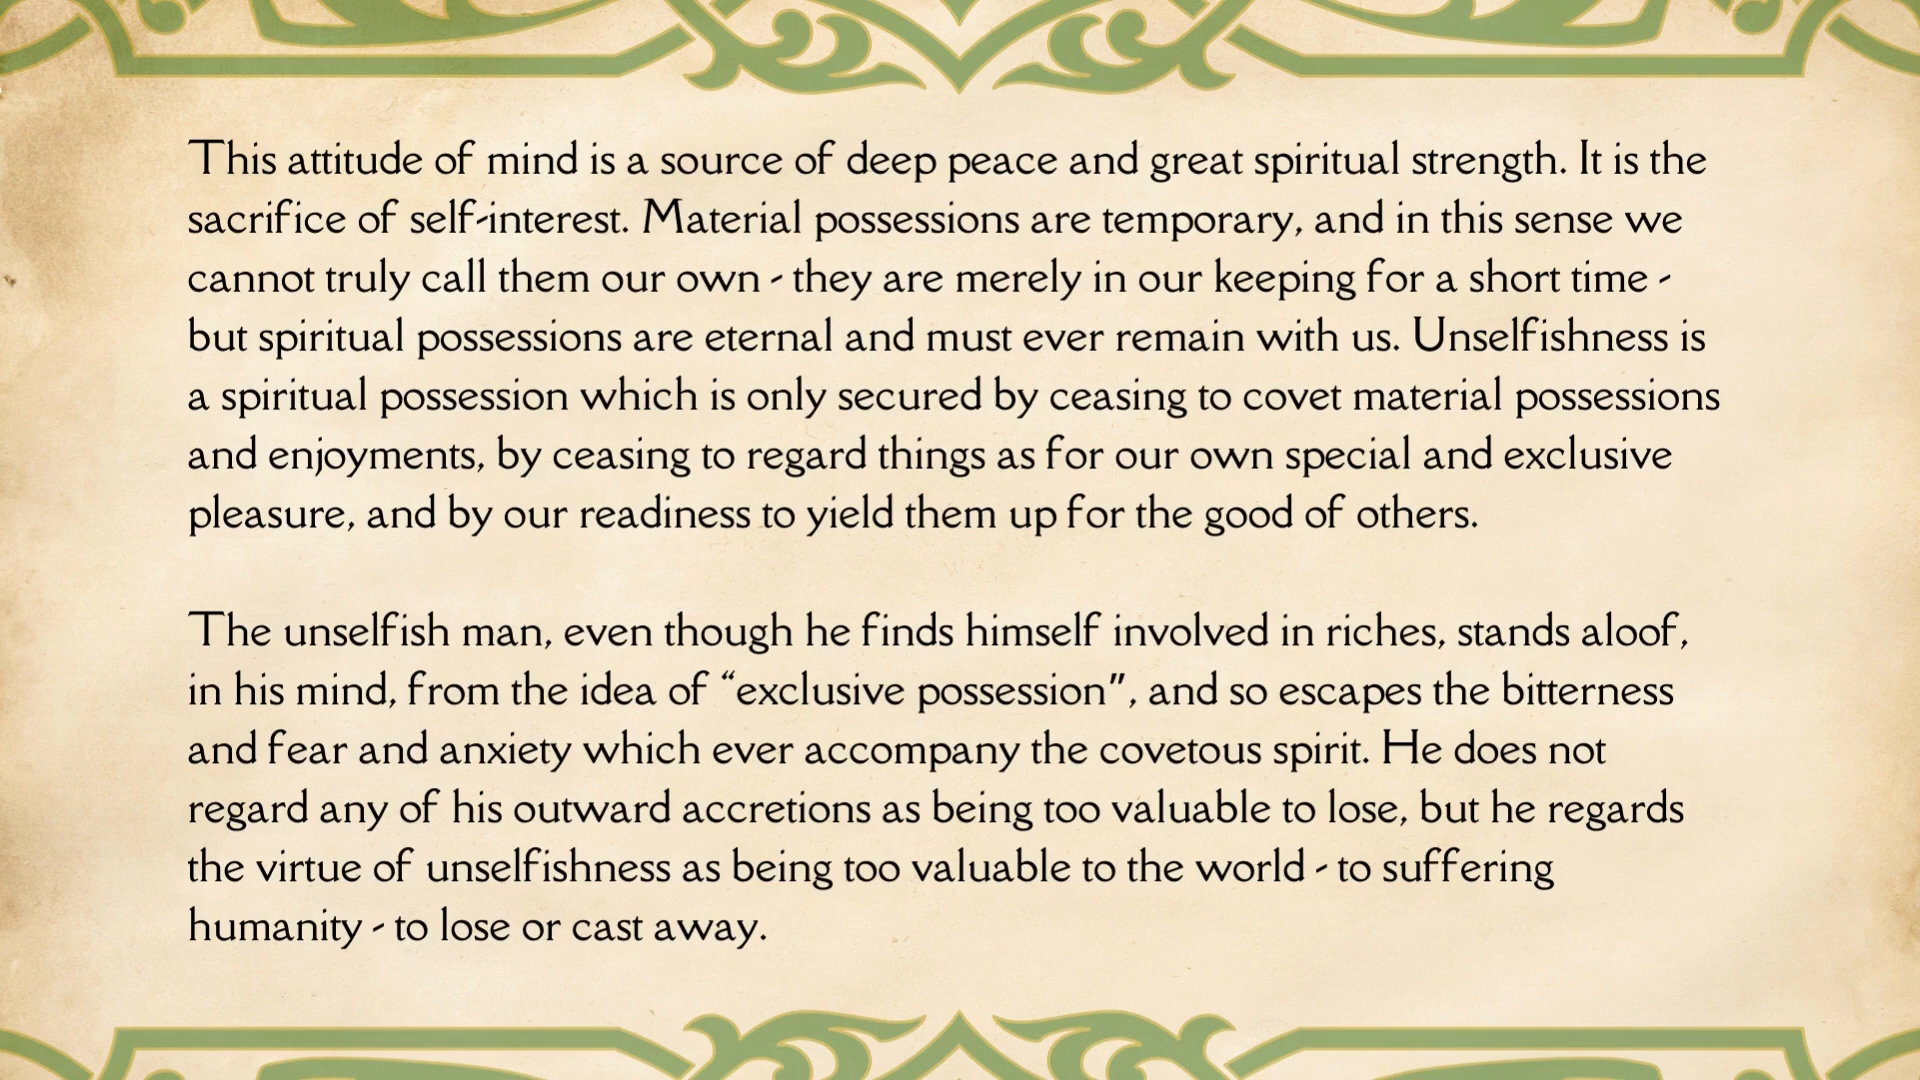 This attitude of mind is a source of deep peace and great spiritual strength. It is the
sacrifice of self-interest. Material possessions are temporary, and in this sense we
cannot truly call them our own - they are merely in our keeping for a short time -
but spiritual possessions are eternal and must ever remain with us. Unselfishness is
a spiritual possession which is only secured by ceasing to covet material possessions
and enjoyments, by ceasing to regard things as for our own special and exclusive
pleasure, and by our readiness to yield them up for the good of others.
The unselfish man, even though he finds himself involved in riches, stands aloof,
in his mind, from the idea of “exclusive possession”, and so escapes the bitterness
and fear and anxiety which ever accompany the covetous spirit. He does not
regard any of his outward accretions as being too valuable to lose, but he regards
the virtue of unselfishness as being too valuable to the world - to suffering
humanity - to lose or cast away.